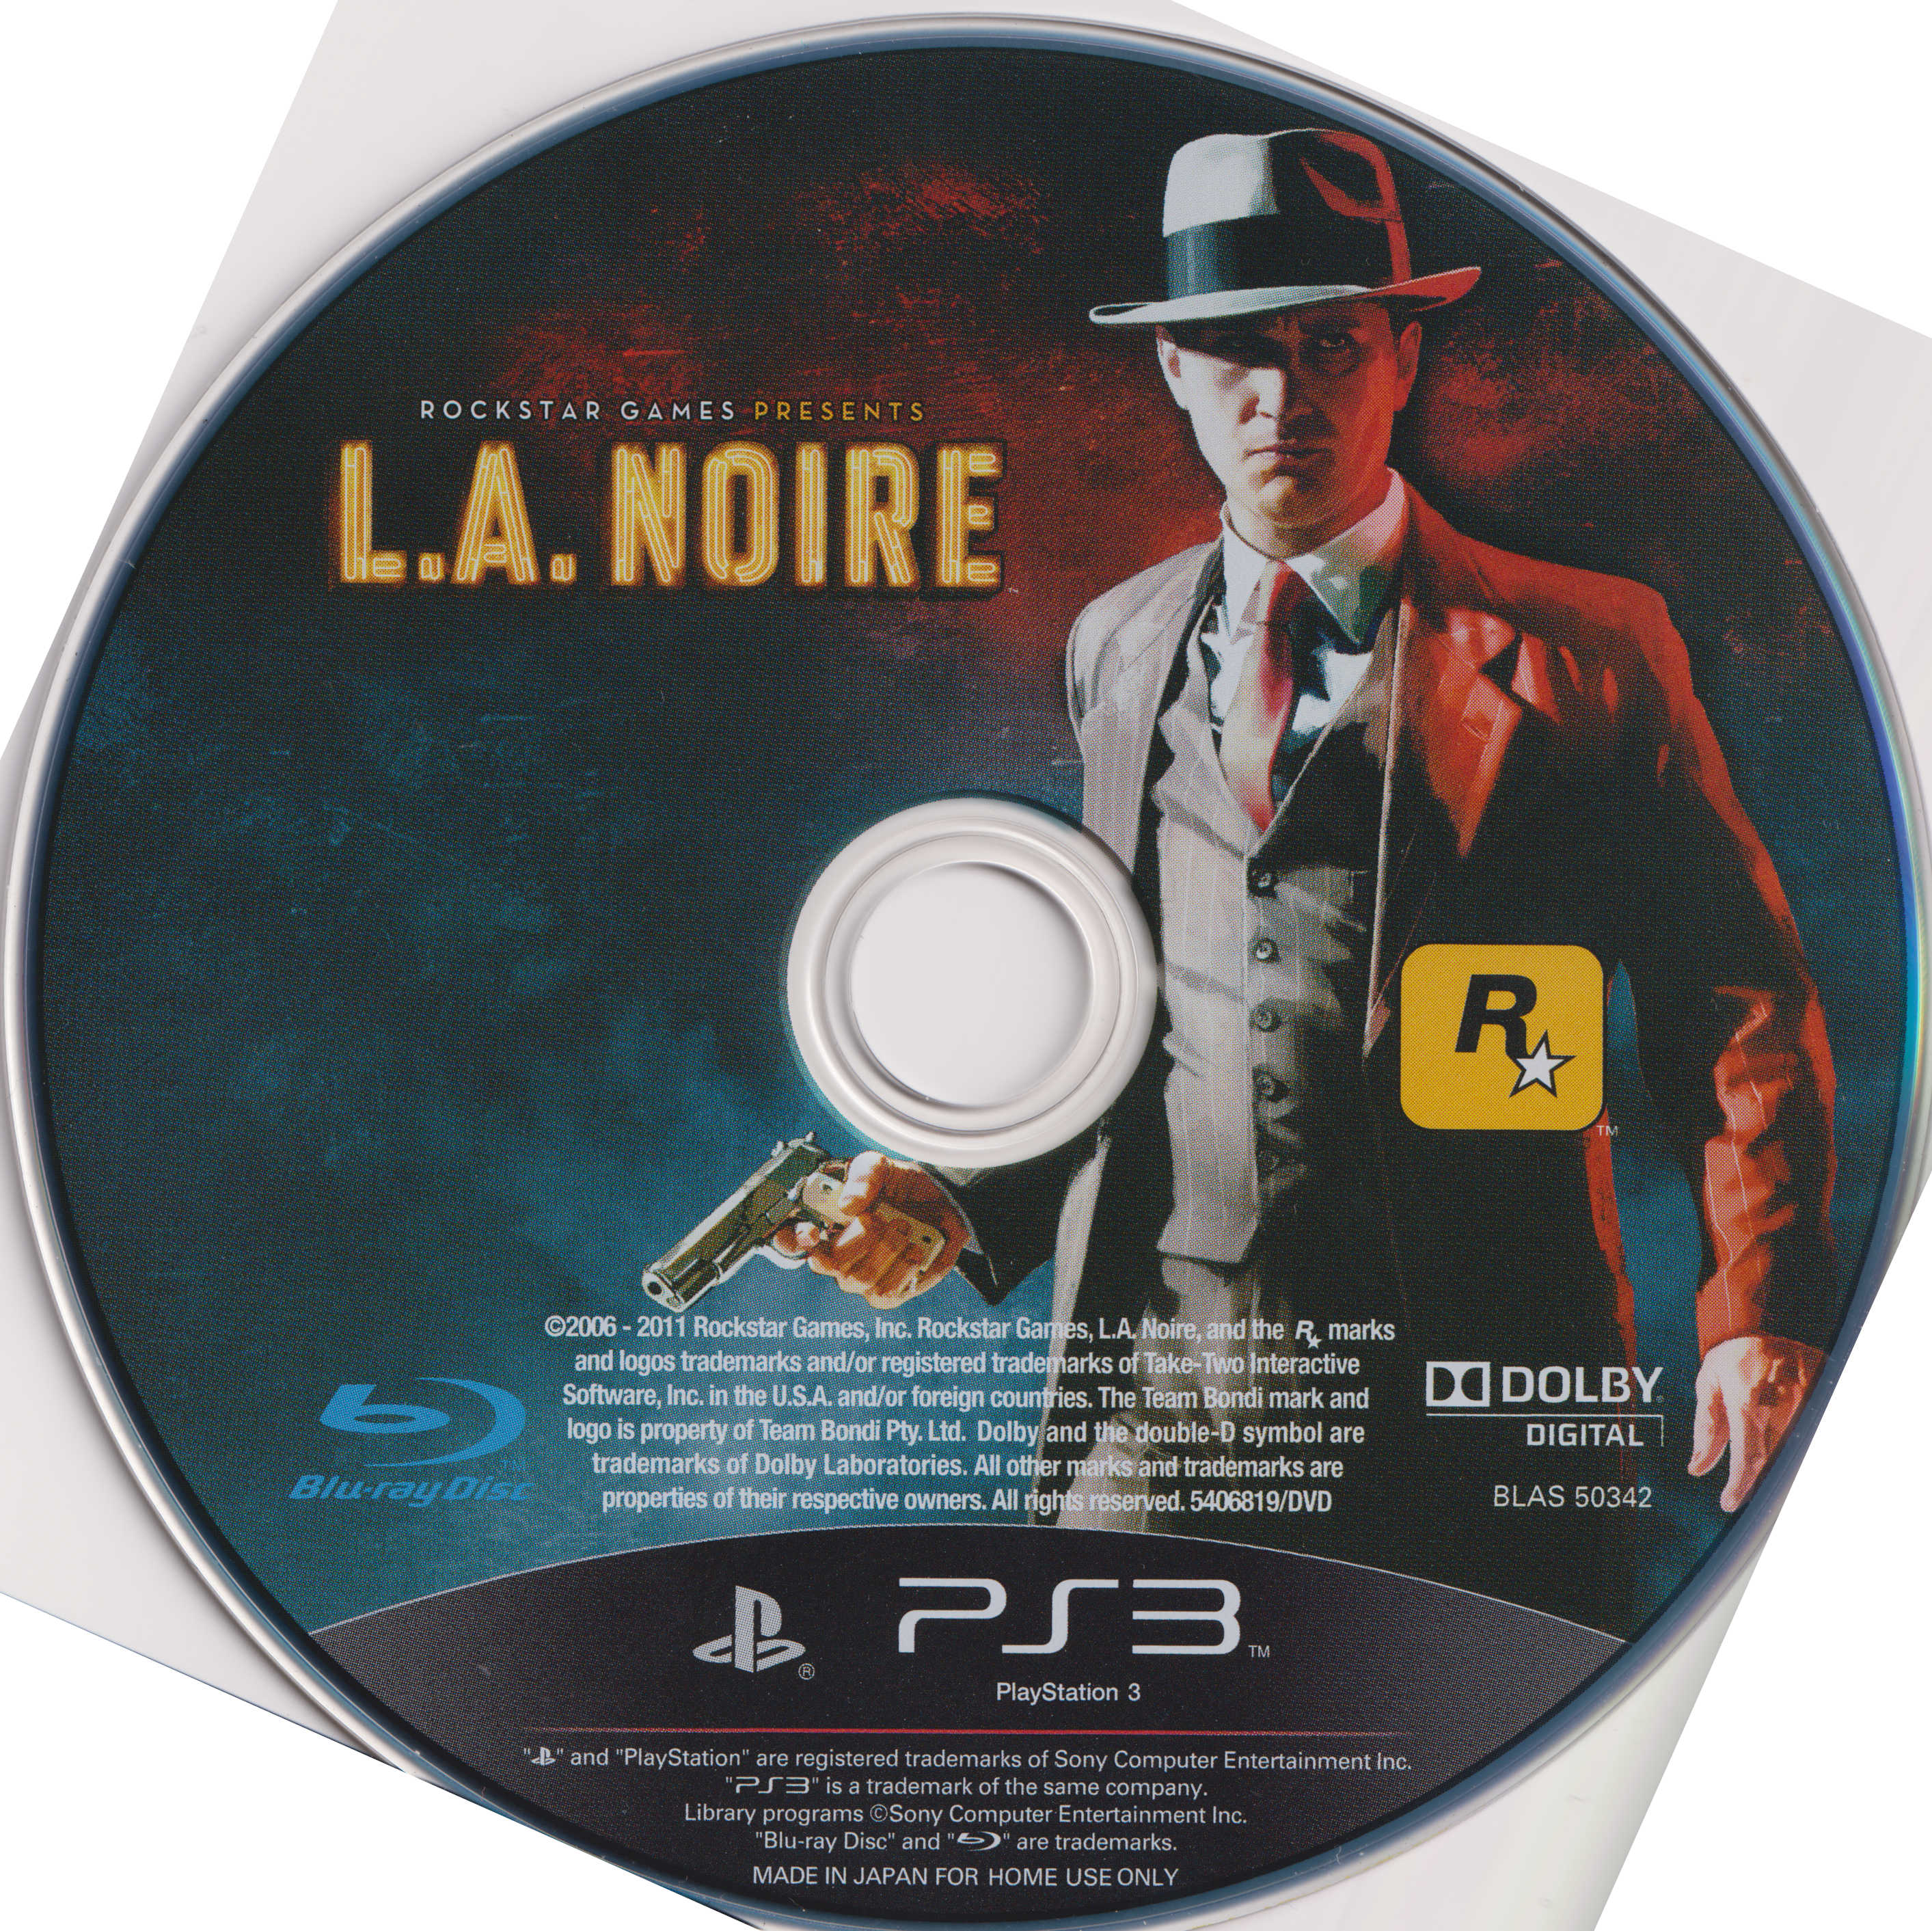 ROCKSTAR GAMES PRESENTS
L.A. NOIRE
R
TM
©2006 - 2011 Rockstar Games, Inc. Rockstar Games, L.A. Noire, and the R marks
and logos trademarks and/or registered trademarks of Take-Two Interactive
Software, Inc. in the U.S.A. and/or foreign countries. The Team Bondi mark and
logo is property of Team Bondi Pty. Ltd. Dolby and the double-D symbol are
trademarks of Dolby Laboratories. All other marks and trademarks are
properties of their respective owners. All rights reserved. 5406819/DVD
Blu-ray Disc
DOLBY
DIGITAL
BLAS 50342
® PS3 TM
PlayStation 3
"" and "PlayStation" are registered trademarks of Sony Computer Entertainment Inc.
"PS3" is a trademark of the same company.
Library programs ©Sony Computer Entertainment Inc.
"Blu-ray Disc" and "" are trademarks.
MADE IN JAPAN FOR HOME USE ONLY